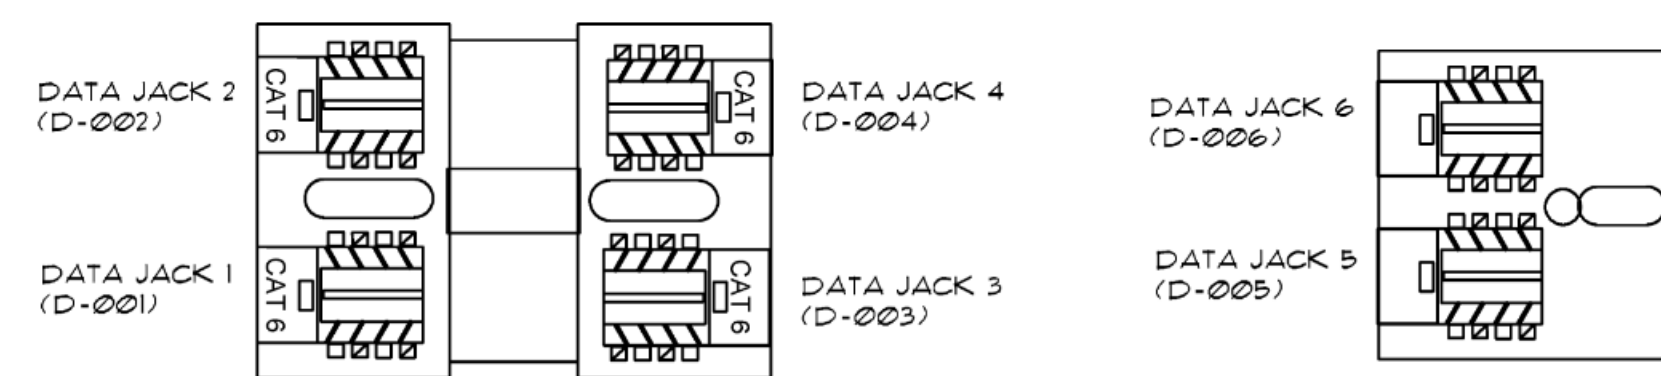 DATA JACK 2
(D-002)
CAT 6
CAT 6
DATA JACK 4
(D-004)
DATA JACK 1
(D-001)
CAT 6
CAT 6
DATA JACK 3
(D-003)
DATA JACK 6
(D-006)
DATA JACK 5
(D-005)